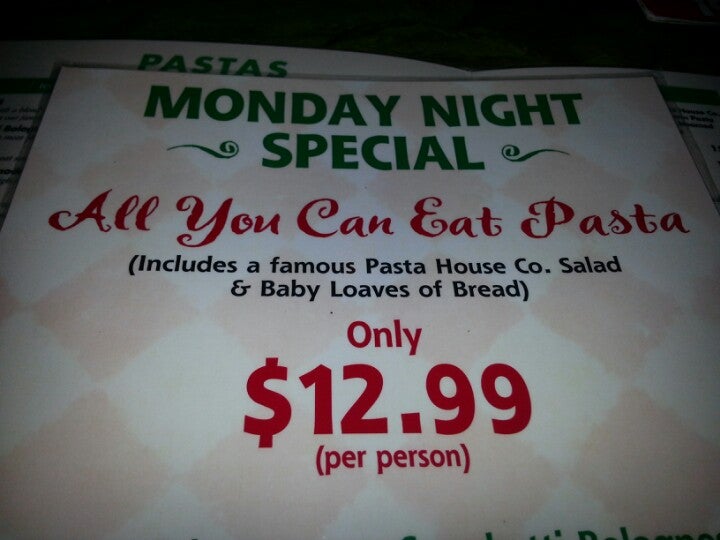 PASTAS
MONDAY NIGHT
SPECIAL
All You Can Eat Pasta
(Includes a famous Pasta House Co. Salad
& Baby Loaves of Bread)
Only
$12.99
(per person)